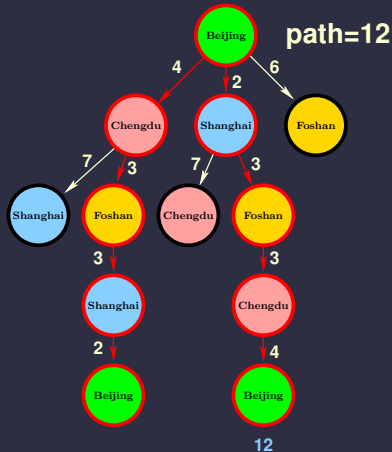 Beijing
path=12
4
2
6
Chengdu
Shanghai
Foshan
7
3
7
3
Shanghai
Foshan
Chengdu
Foshan
3
3
Shanghai
Chengdu
2
4
Beijing
Beijing
12